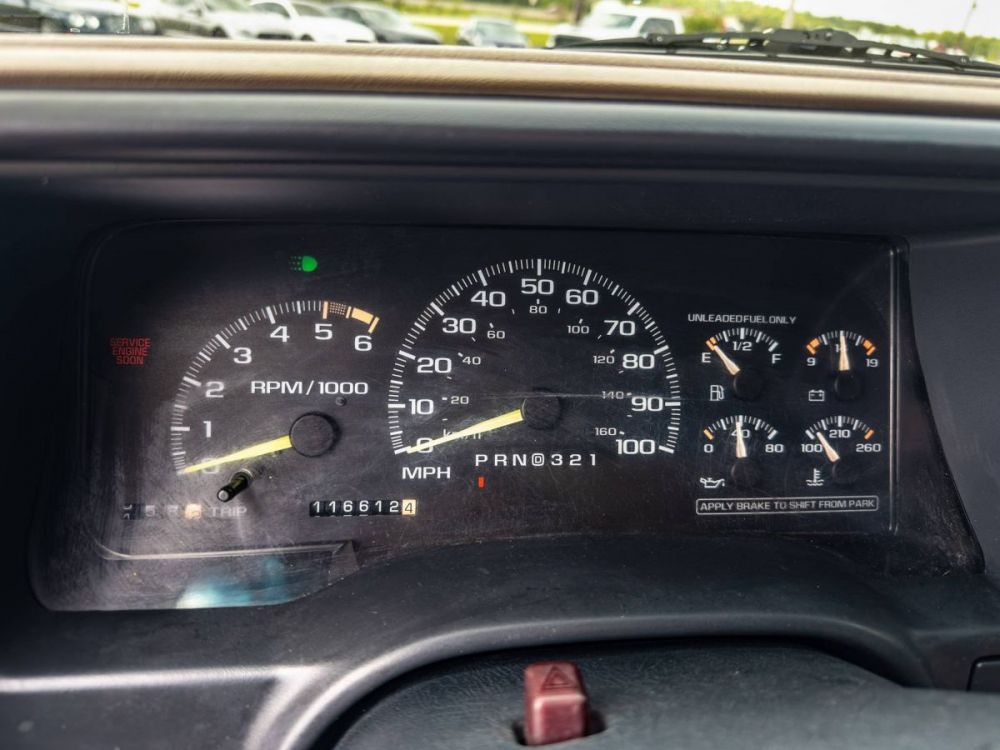 SERVICE
ENGINE
SOON
1
2
3
4
5
6
RPM/1000
TRIP
10
20
30
40
50
60
70
80
90
100
20
40
60
80
100
120
140
160
km/h
MPH
PRND321
1166124
UNLEADED FUEL ONLY
E 1/2 F
9 19
0 40 80
100 210 260
APPLY BRAKE TO SHIFT FROM PARK